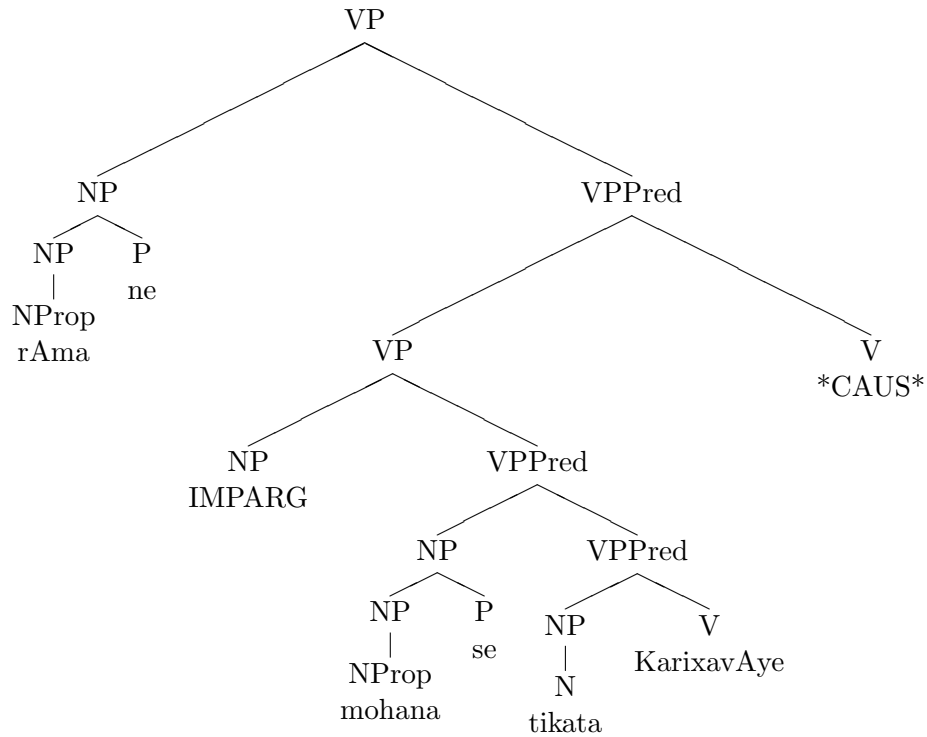 VP
NP VPPred
NP P
ne
NProp
rAma
VP V
*CAUS*
NP VPPred
IMPARG
NP VPPred
NP P NP V
se KarixavAye
NProp N
mohana tikata